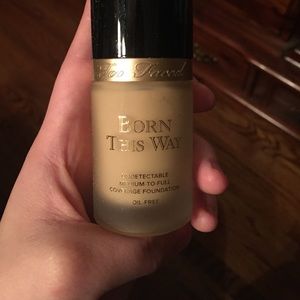 Too Faced
BORN
THIS WAY
UNDETECTABLE
MEDIUM-TO-FULL
COVERAGE FOUNDATION
OIL-FREE